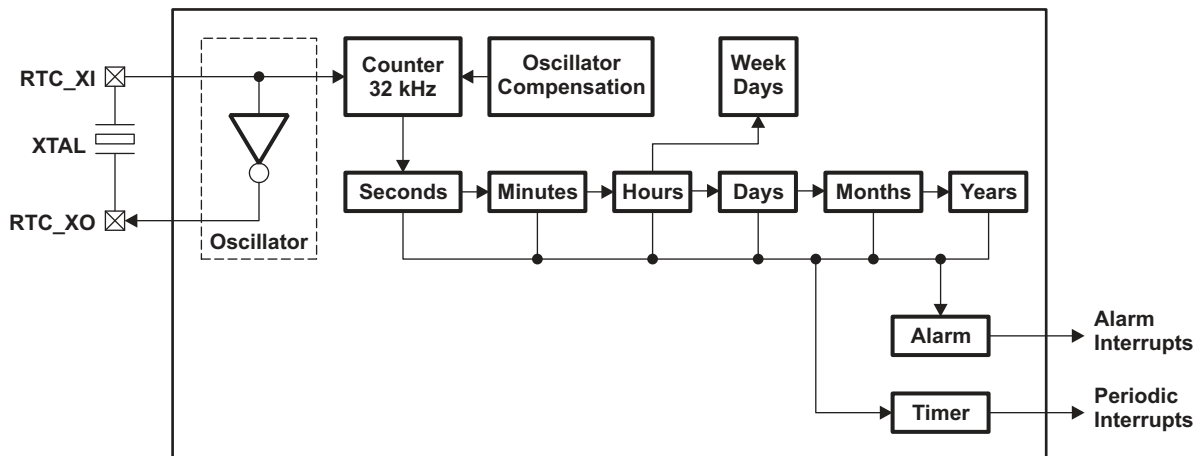 RTC_XI
XTAL
RTC_XO
Oscillator
Counter
32 kHz
Oscillator
Compensation
Week
Days
Seconds
Minutes
Hours
Days
Months
Years
Alarm
Alarm
Interrupts
Timer
Periodic
Interrupts